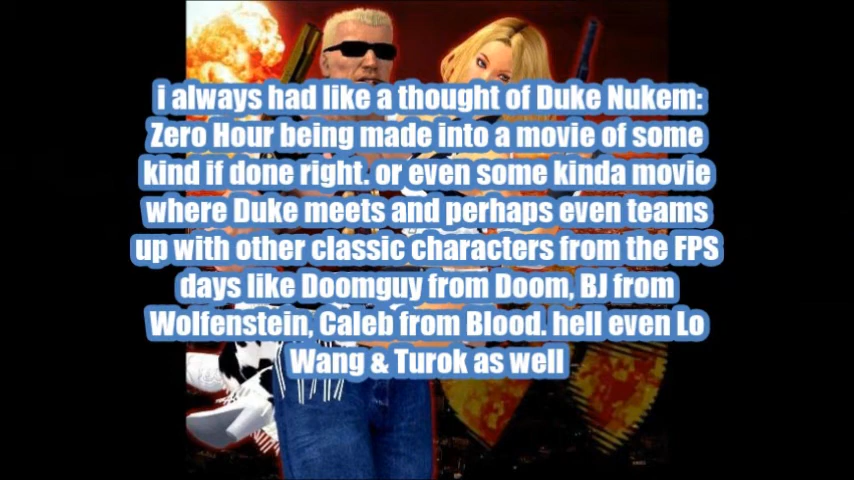 i always had like a thought of Duke Nukem:
Zero Hour being made into a movie of some
kind if done right. or even some kinda movie
where Duke meets and perhaps even teams
up with other classic characters from the FPS
days like Doomguy from Doom, BJ from
Wolfenstein, Caleb from Blood. hell even Lo
Wang & Turok as well